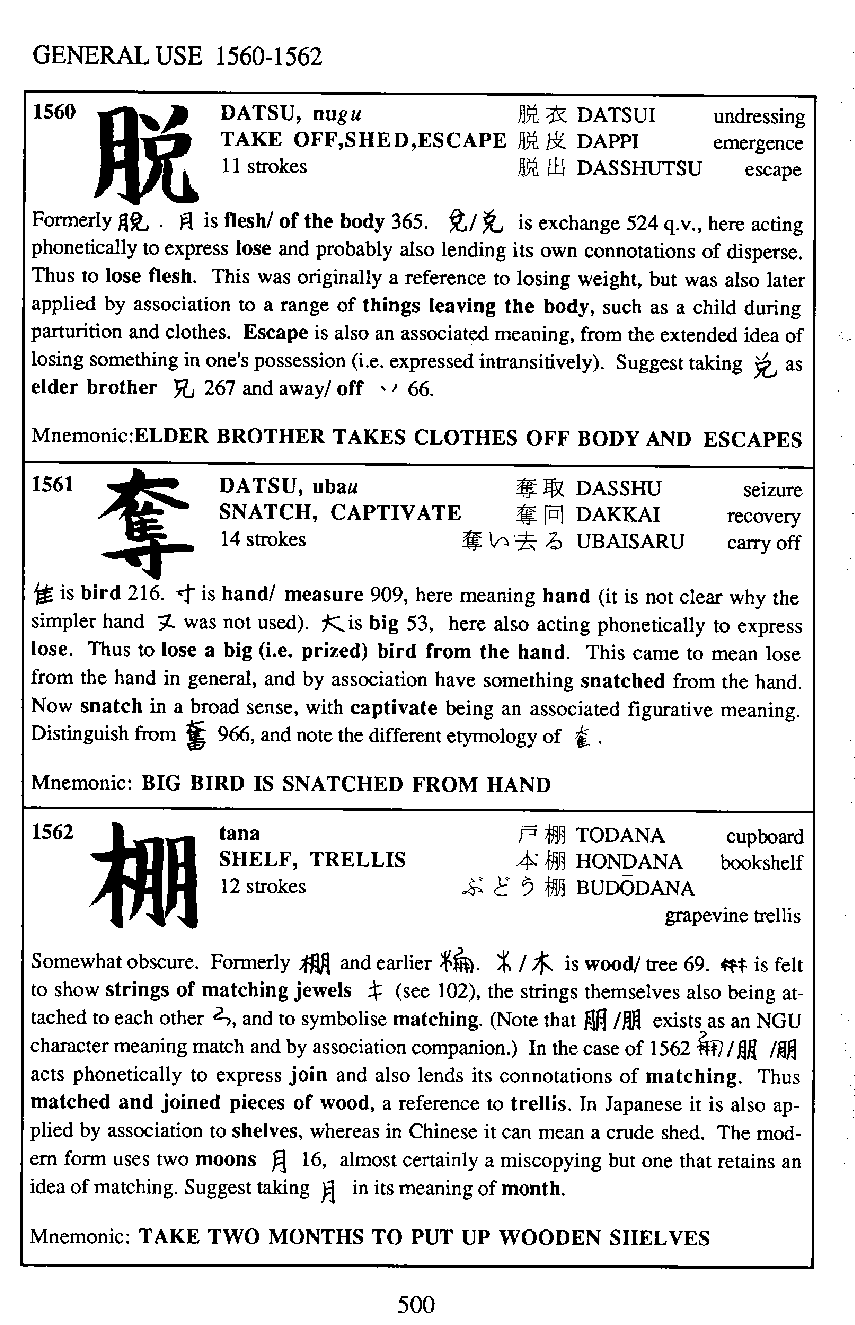 GENERAL USE 1560-1562
1560 脱 DATSU, nugu 脱衣 DATSUI undressing
TAKE OFF,SHED,ESCAPE 脱皮 DAPPI emergence
11 strokes 脱出 DASSHUTSU escape
Formerly . 月 is flesh/ of the body 365. 兌/兑 is exchange 524 q.v., here acting
phonetically to express lose and probably also lending its own connotations of disperse.
Thus to lose flesh. This was originally a reference to losing weight, but was also later
applied by association to a range of things leaving the body, such as a child during
parturition and clothes. Escape is also an associated meaning, from the extended idea of
losing something in one's possession (i.e. expressed intransitively). Suggest taking 兑 as
elder brother 兄 267 and away/ off 丷 66.
Mnemonic:ELDER BROTHER TAKES CLOTHES OFF BODY AND ESCAPES
1561 奪 DATSU, ubau 奪取 DASSHU seizure
SNATCH, CAPTIVATE 奪回 DAKKAI recovery
14 strokes 奪い去る UBAISARU carry off
隹 is bird 216. 寸 is hand/ measure 909, here meaning hand (it is not clear why the
simpler hand ヌ was not used). 大 is big 53, here also acting phonetically to express
lose. Thus to lose a big (i.e. prized) bird from the hand. This came to mean lose
from the hand in general, and by association have something snatched from the hand.
Now snatch in a broad sense, with captivate being an associated figurative meaning.
Distinguish from 奮 966, and note the different etymology of 奞 .
Mnemonic: BIG BIRD IS SNATCHED FROM HAND
1562 棚 tana 戸棚 TODANA cupboard
SHELF, TRELLIS 本棚 HONDANA bookshelf
12 strokes ぶどう棚 BUDŌDANA
grapevine trellis
Somewhat obscure. Formerly 棚 and earlier . / 木 is wood/ tree 69. is felt
to show strings of matching jewels (see 102), the strings themselves also being at-
tached to each other , and to symbolise matching. (Note that 朋/朋 exists as an NGU
character meaning match and by association companion.) In the case of 1562 /朋 /朋
acts phonetically to express join and also lends its connotations of matching. Thus
matched and joined pieces of wood, a reference to trellis. In Japanese it is also ap-
plied by association to shelves, whereas in Chinese it can mean a crude shed. The mod-
ern form uses two moons 月 16, almost certainly a miscopying but one that retains an
idea of matching. Suggest taking 月 in its meaning of month.
Mnemonic: TAKE TWO MONTHS TO PUT UP WOODEN SHELVES
500